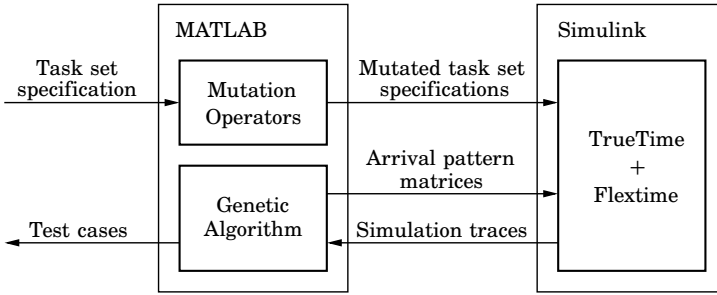 MATLAB
Simulink
Task set
specification
Mutation
Operators
Mutated task set
specifications
TrueTime
+
Flextime
Arrival pattern
matrices
Genetic
Algorithm
Test cases
Simulation traces